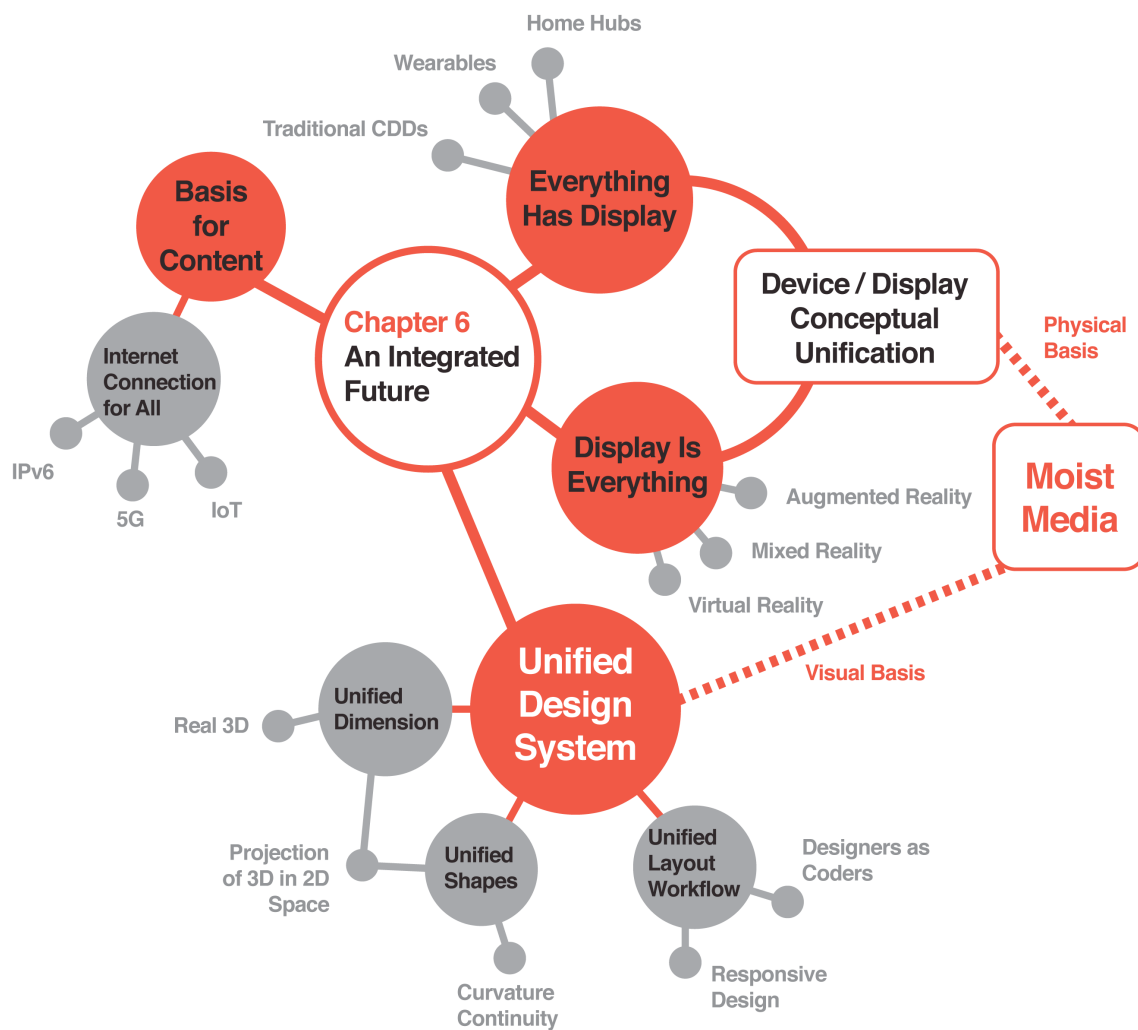 Home Hubs
Wearables
Traditional CDDs
Everything
Has Display
Basis
for
Content
Device / Display
Conceptual
Unification
Chapter 6
An Integrated
Future
Physical
Basis
Internet
Connection
for All
IPv6
5G
IoT
Display Is
Everything
Augmented Reality
Mixed Reality
Virtual Reality
Moist
Media
Unified
Design
System
Visual Basis
Unified
Dimension
Real 3D
Projection
of 3D in 2D
Space
Unified
Shapes
Curvature
Continuity
Unified
Layout
Workflow
Designers as
Coders
Responsive
Design